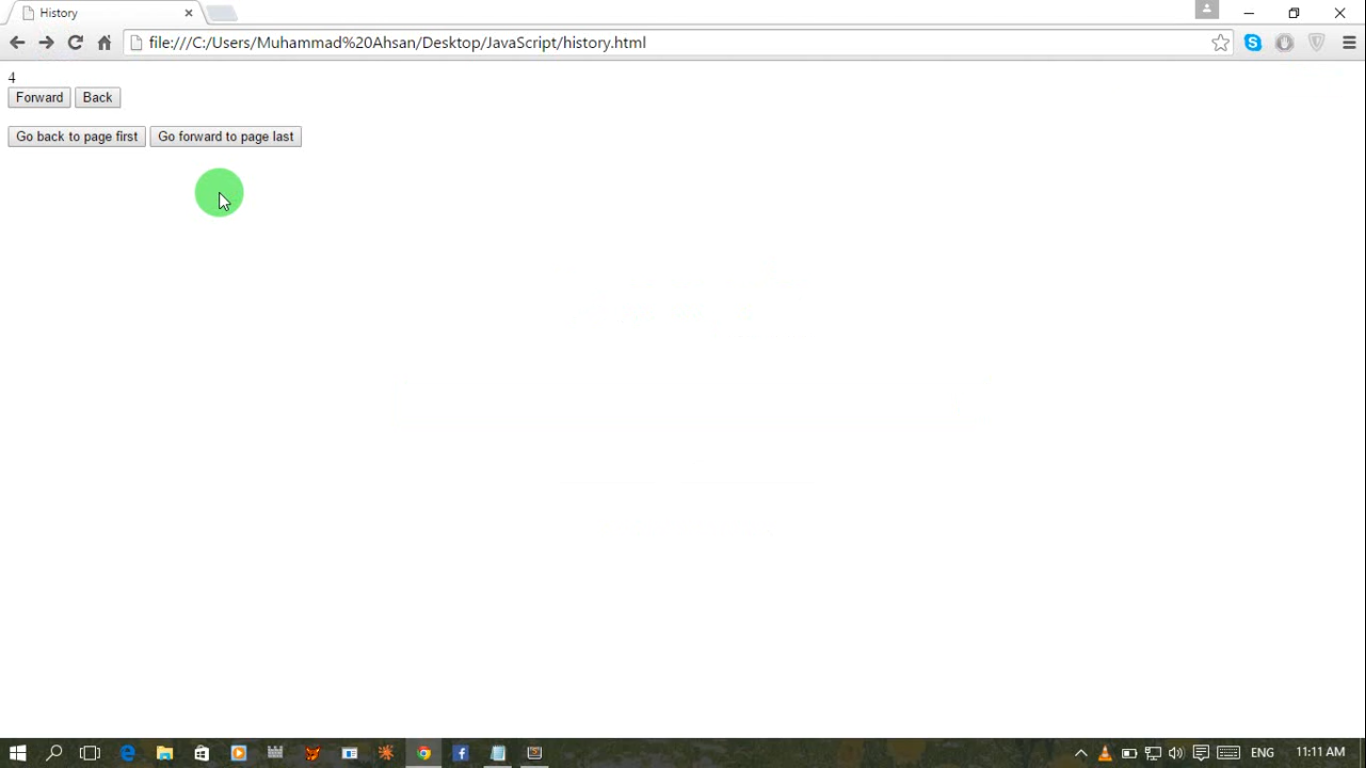 History
file:///C:/Users/Muhammad%20Ahsan/Desktop/JavaScript/history.html
4
Forward Back
Go back to page first Go forward to page last
ENG 11:11 AM